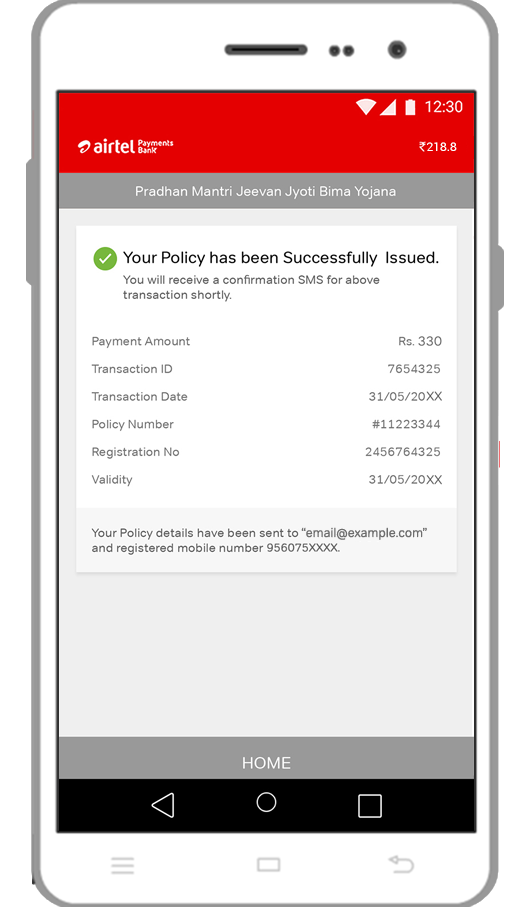 12:30
airtel Payments Bank
₹218.8
Pradhan Mantri Jeevan Jyoti Bima Yojana
Your Policy has been Successfully Issued.
You will receive a confirmation SMS for above
transaction shortly.
Payment Amount Rs. 330
Transaction ID 7654325
Transaction Date 31/05/20XX
Policy Number #11223344
Registration No 2456764325
Validity 31/05/20XX
Your Policy details have been sent to “email@example.com”
and registered mobile number 956075XXXX.
HOME